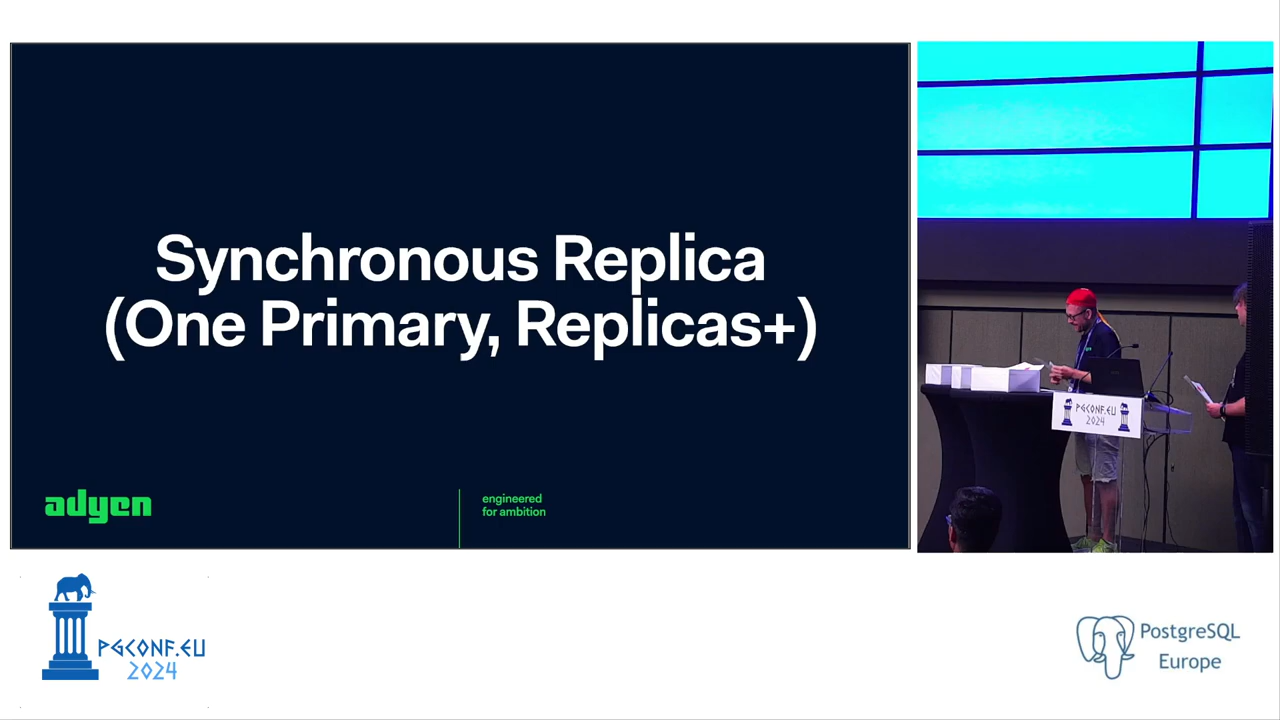 Synchronous Replica
(One Primary, Replicas+)
adyen
engineered
for ambition
PGCONF.EU
2024
PGCONF.EU
2024
PostgreSQL
Europe